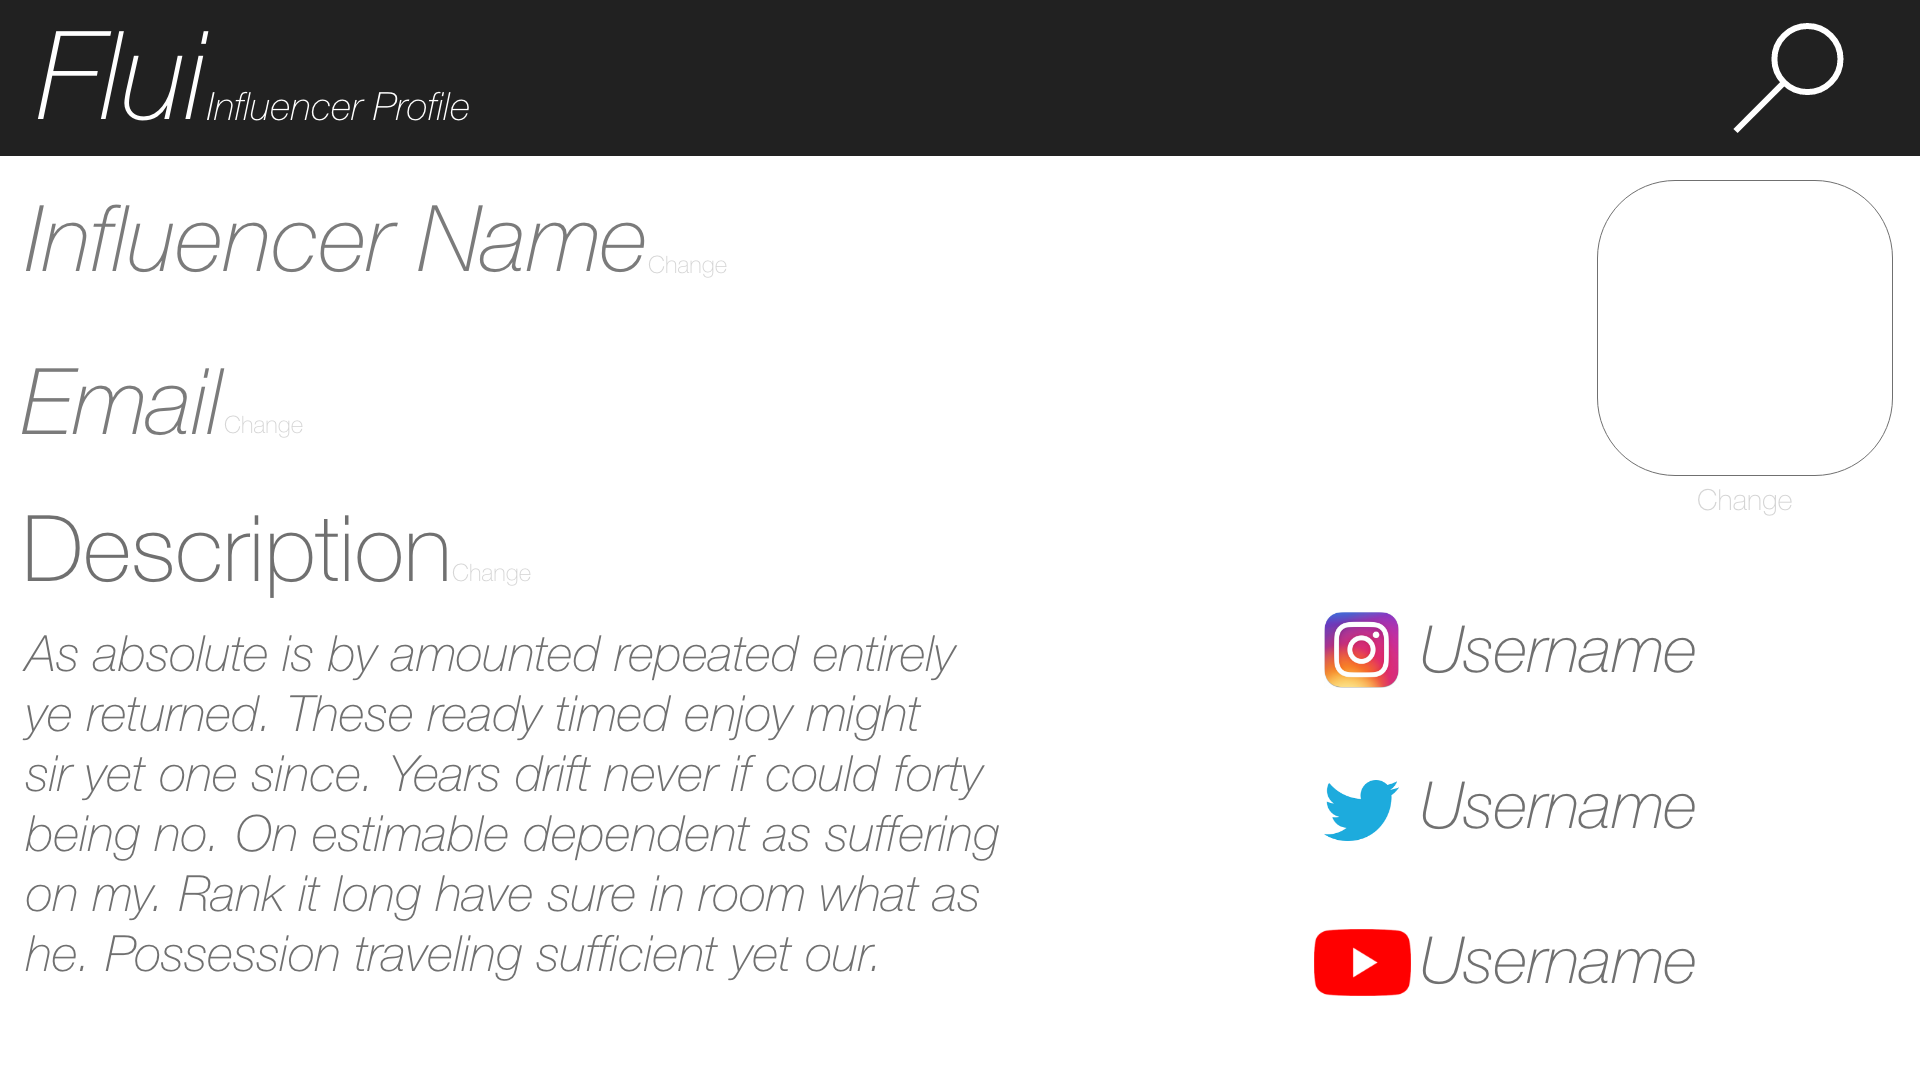 Flui Influencer Profile
Influencer Name Change
Email Change
Change
Description Change
As absolute is by amounted repeated entirely
ye returned. These ready timed enjoy might
sir yet one since. Years drift never if could forty
being no. On estimable dependent as suffering
on my. Rank it long have sure in room what as
he. Possession traveling sufficient yet our.
Username
Username
Username